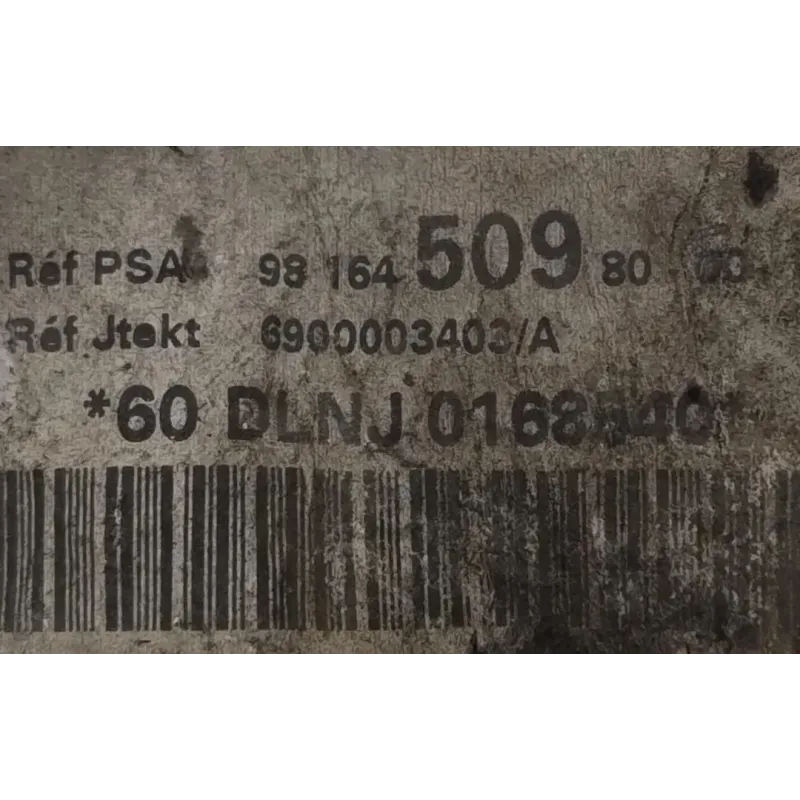 Réf PSA 98 164 509 80
Réf Jtekt 6900003403/A
*60 DLNJ